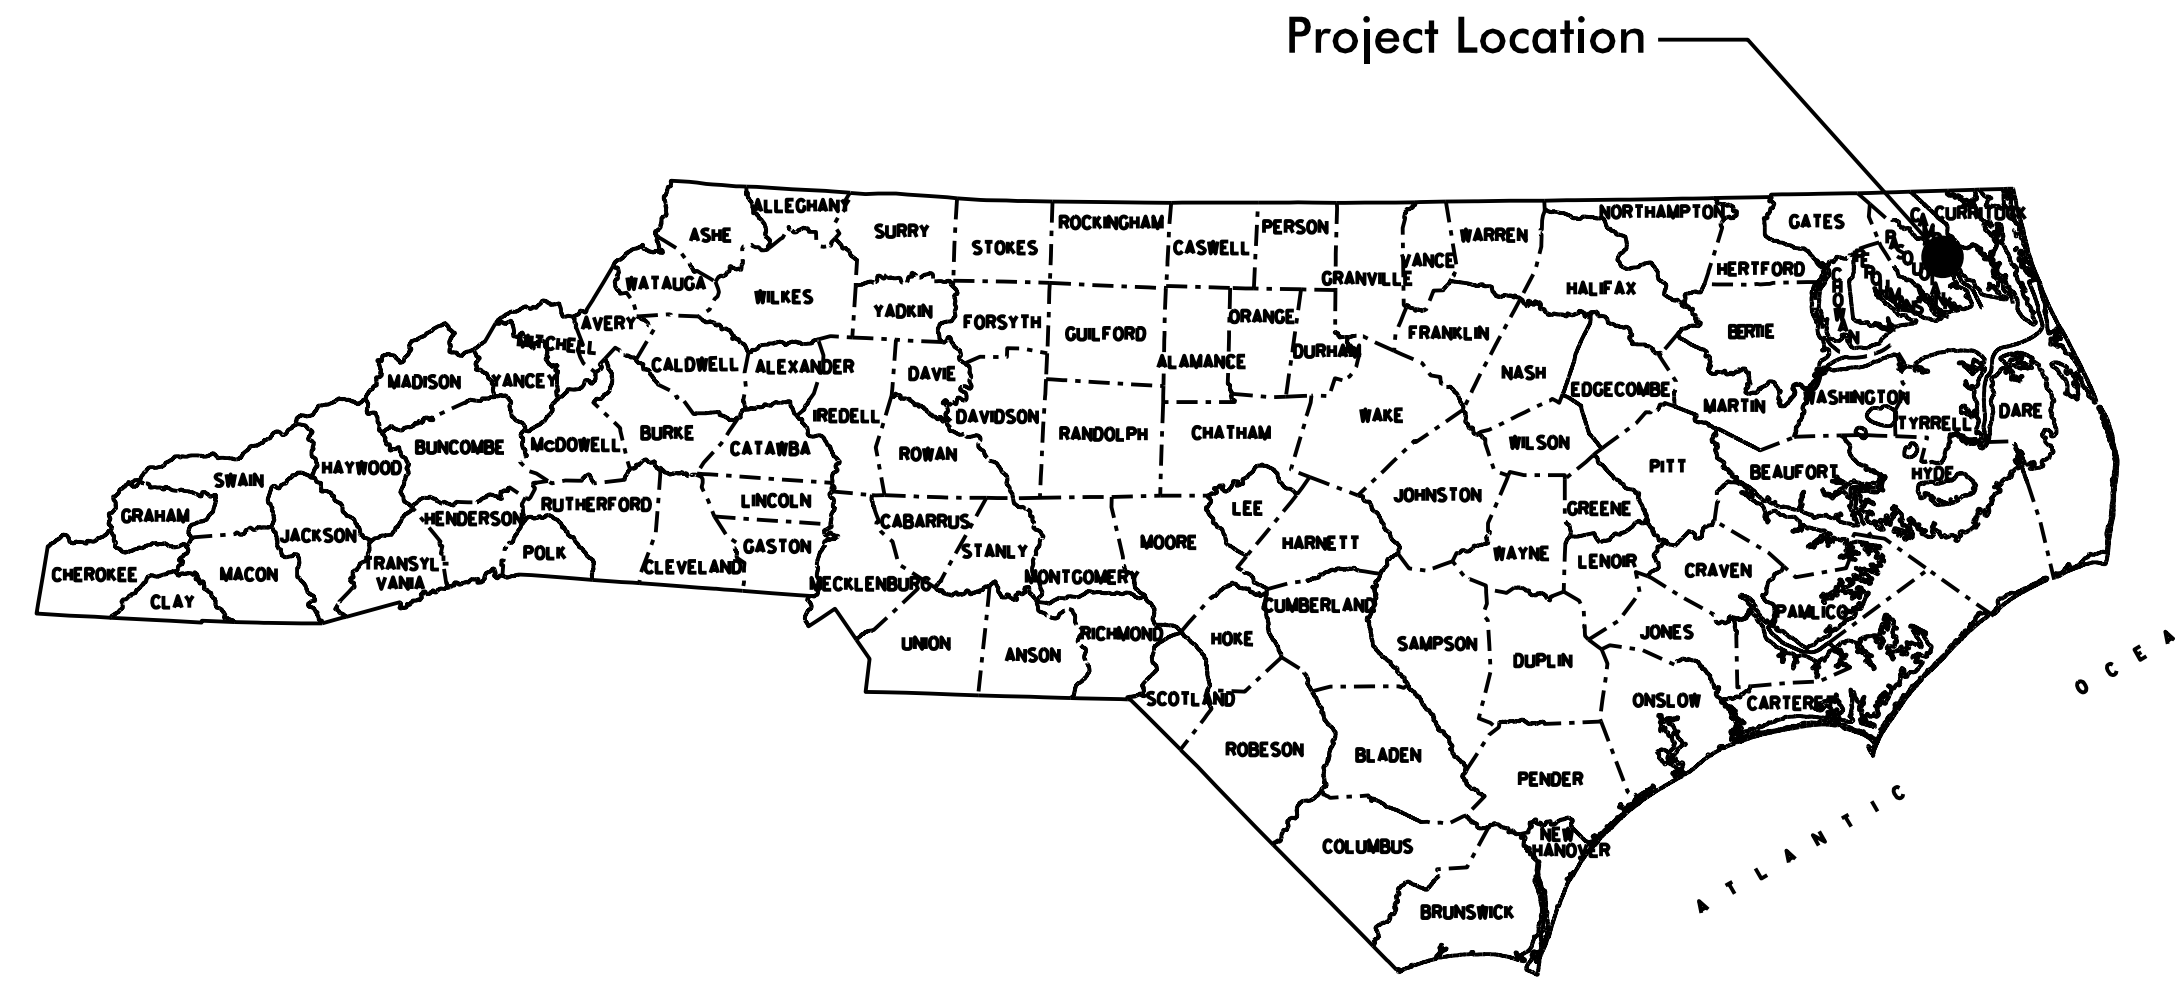 Project Location
ALLEGHANY
ASHE
SURRY
STOKES
ROCKINGHAM
CASWELL
PERSON
GRANVILLE
VANCE
WARREN
NORTHAMPTON
GATES
CURRITUCK
HERTFORD
HALIFAX
WATAUGA
WILKES
YADKIN
FORSYTH
GUILFORD
ORANGE
ALAMANCE
DURHAM
FRANKLIN
NASH
EDGECOMBE
BERTIE
CHOWAN
AVERY
MITCHELL
CALDWELL
ALEXANDER
DAVIE
MADISON
YANCEY
IREDELL
DAVIDSON
RANDOLPH
CHATHAM
WAKE
WILSON
MARTIN
WASHINGTON
TYRRELL
DARE
BUNCOMBE
McDOWELL
BURKE
CATAWBA
ROWAN
PITT
BEAUFORT
HYDE
SWAIN
HAYWOOD
RUTHERFORD
LINCOLN
CABARRUS
STANLY
MOORE
LEE
HARNETT
JOHNSTON
WAYNE
GREENE
LENOIR
CRAVEN
PAMLICO
GRAHAM
JACKSON
HENDERSON
POLK
CLEVELAND
GASTON
MECKLENBURG
MONTGOMERY
CHEROKEE
MACON
TRANSYL
VANIA
CLAY
UNION
ANSON
RICHMOND
HOKE
CUMBERLAND
SAMPSON
DUPLIN
JONES
ONSLOW
CARTERET
SCOTLAND
ROBESON
BLADEN
PENDER
COLUMBUS
NEW
HANOVER
BRUNSWICK
ATLANTIC
OCEA